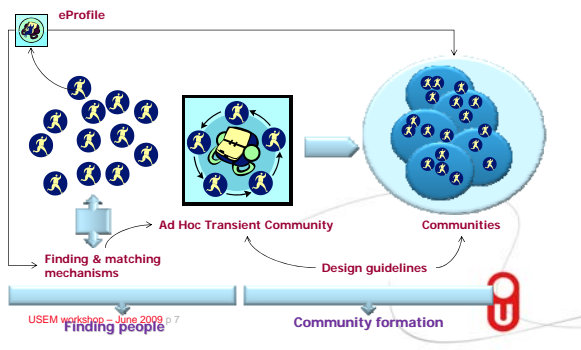 eProfile
Ad Hoc Transient Community
Communities
Finding & matching
mechanisms
Design guidelines
USEM workshop – June 2009 p 7
Finding people
Community formation